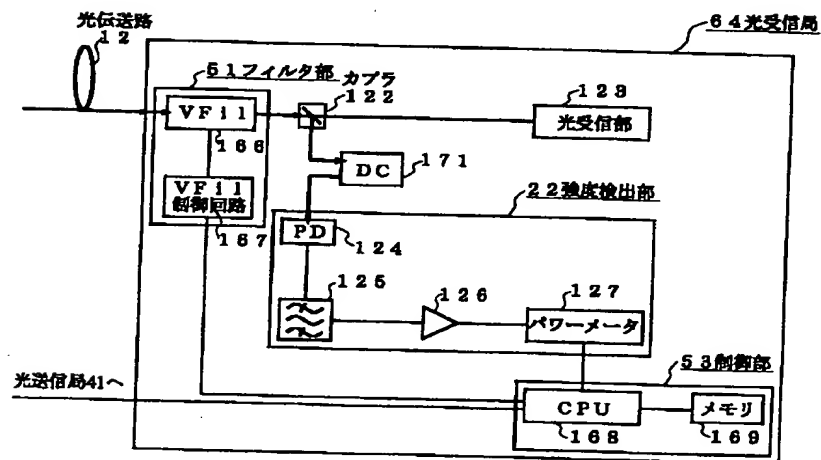 光伝送路
12
64光受信局
51フィルタ部
カプラ
122
123
VFil
166
光受信部
DC
171
VFil
制御回路
167
22強度検出部
PD
124
125
126
127
パワーメータ
光送信局41へ
53制御部
CPU
168
メモリ
169